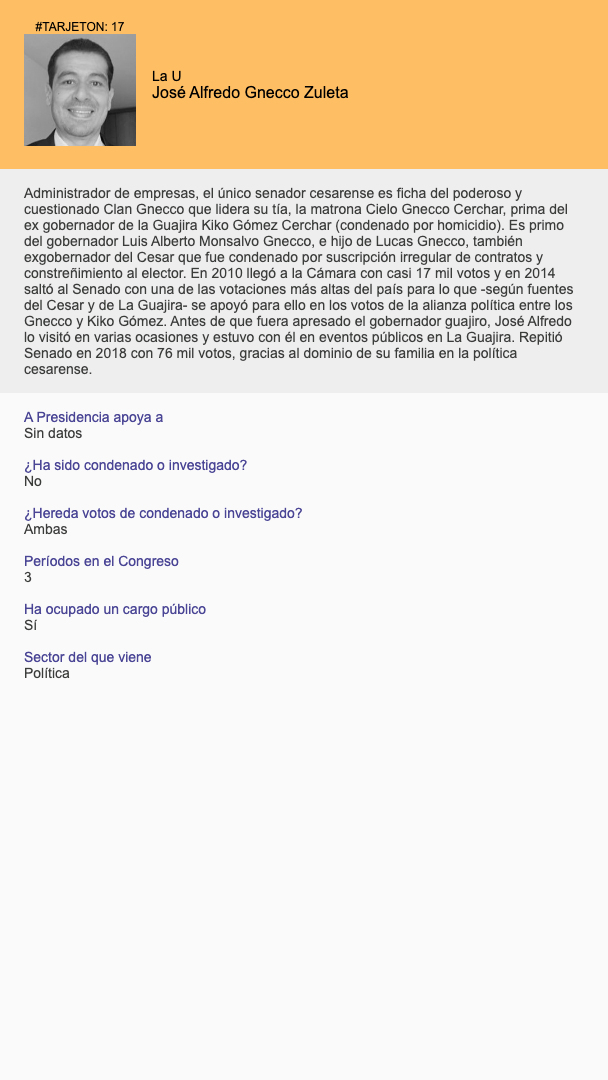 #TARJETON: 17
La U
José Alfredo Gnecco Zuleta
Administrador de empresas, el único senador cesarense es ficha del poderoso y
cuestionado Clan Gnecco que lidera su tía, la matrona Cielo Gnecco Cerchar, prima del
ex gobernador de la Guajira Kiko Gómez Cerchar (condenado por homicidio). Es primo
del gobernador Luis Alberto Monsalvo Gnecco, e hijo de Lucas Gnecco, también
exgobernador del Cesar que fue condenado por suscripción irregular de contratos y
constreñimiento al elector. En 2010 llegó a la Cámara con casi 17 mil votos y en 2014
saltó al Senado con una de las votaciones más altas del país para lo que -según fuentes
del Cesar y de La Guajira- se apoyó para ello en los votos de la alianza política entre los
Gnecco y Kiko Gómez. Antes de que fuera apresado el gobernador guajiro, José Alfredo
lo visitó en varias ocasiones y estuvo con él en eventos públicos en La Guajira. Repitió
Senado en 2018 con 76 mil votos, gracias al dominio de su familia en la política
cesarense.
A Presidencia apoya a
Sin datos
¿Ha sido condenado o investigado?
No
¿Hereda votos de condenado o investigado?
Ambas
Períodos en el Congreso
3
Ha ocupado un cargo público
Sí
Sector del que viene
Política